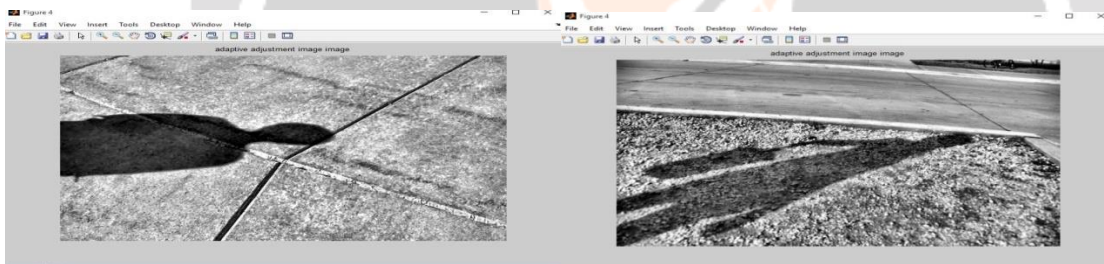 Figure 4
File Edit View Insert Tools Desktop Window Help
adaptive adjustment image image
Figure 4
File Edit View Insert Tools Desktop Window Help
adaptive adjustment image image